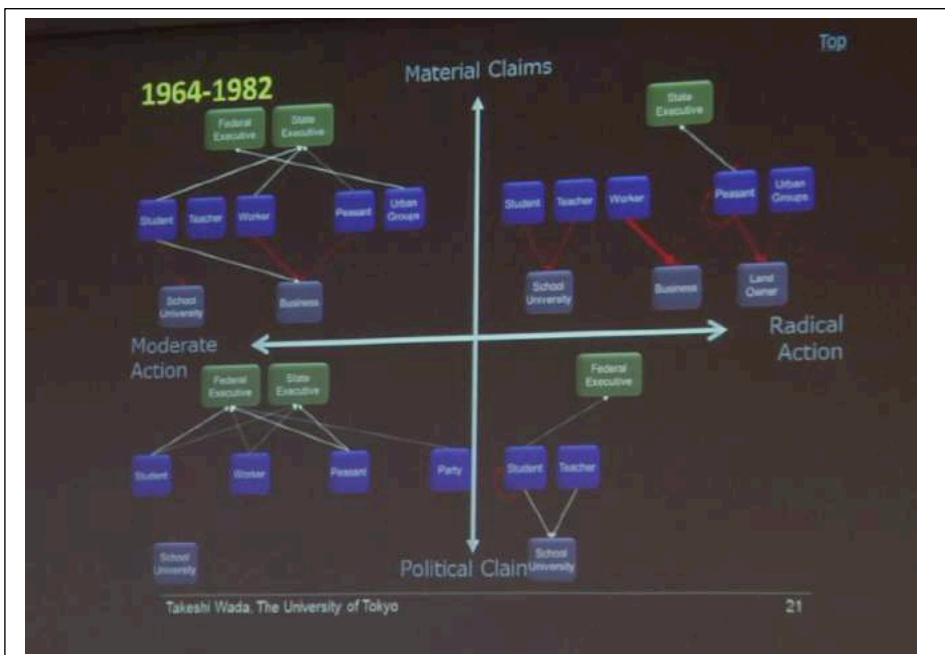 Top
1964-1982
Material Claims
Federal
Executive
State
Executive
Student
Teacher
Worker
Peasant
Urban
Groups
School
University
Business
State
Executive
Student
Teacher
Worker
Peasant
Urban
Groups
School
University
Business
Land
Owner
Moderate
Action
Radical
Action
Federal
Executive
State
Executive
Student
Worker
Peasant
Party
School
University
Federal
Executive
Student
Teacher
School
University
Political Claim
Takeshi Wada, The University of Tokyo
21